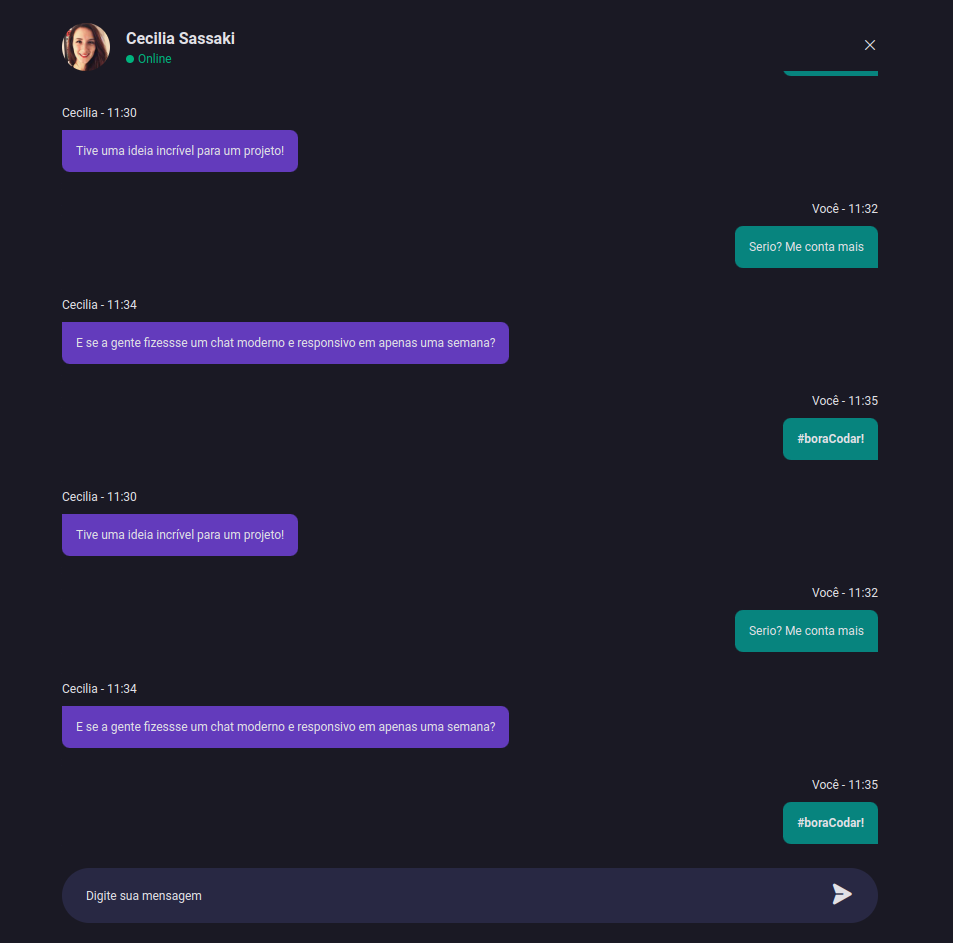 Cecilia Sassaki
Online
Cecilia - 11:30
Tive uma ideia incrível para um projeto!
Você - 11:32
Serio? Me conta mais
Cecilia - 11:34
E se a gente fizessse um chat moderno e responsivo em apenas uma semana?
Você - 11:35
#boraCodar!
Cecilia - 11:30
Tive uma ideia incrível para um projeto!
Você - 11:32
Serio? Me conta mais
Cecilia - 11:34
E se a gente fizessse um chat moderno e responsivo em apenas uma semana?
Você - 11:35
#boraCodar!
Digite sua mensagem